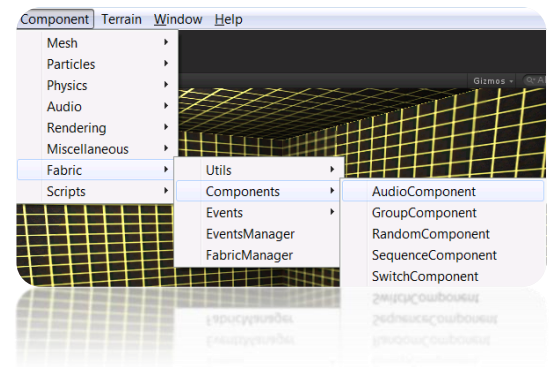 Component Terrain Window Help
Gizmos
Mesh
Particles
Physics
Audio
Rendering
Miscellaneous
Fabric
Scripts
Utils
Components
Events
EventsManager
FabricManager
AudioComponent
GroupComponent
RandomComponent
SequenceComponent
SwitchComponent